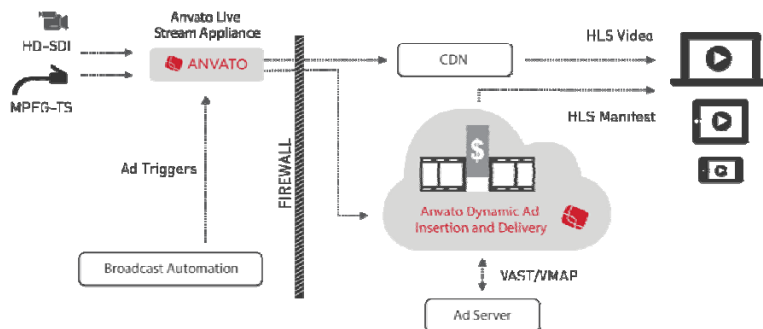 Anvato Live
Stream Appliance
HD-SDI
ANVATO
MPEG-TS
Ad Triggers
Broadcast Automation
FIREWALL
CDN
HLS Video
HLS Manifest
$
Anvato Dynamic Ad
Insertion and Delivery
VAST/VMAP
Ad Server